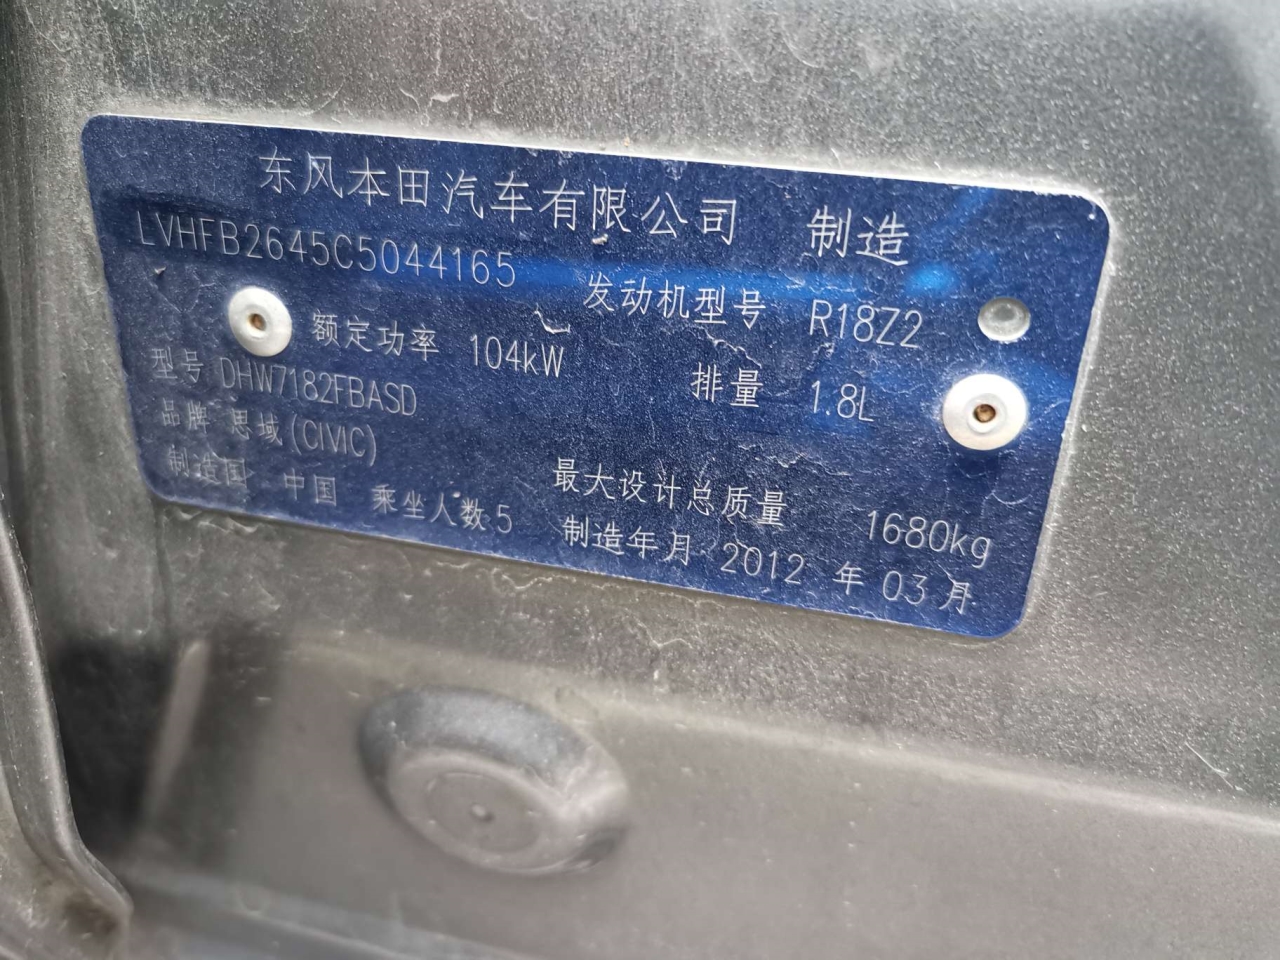 东风本田汽车有限公司 制造
LVHFB2645C5044165
发动机型号 R18Z2
额定功率 104kW
排量 1.8L
型号 DHW7182FBASD
品牌 思域(CIVIC)
最大设计总质量 1680kg
制造国 中国 乘坐人数 5
制造年月 2012 年 03 月